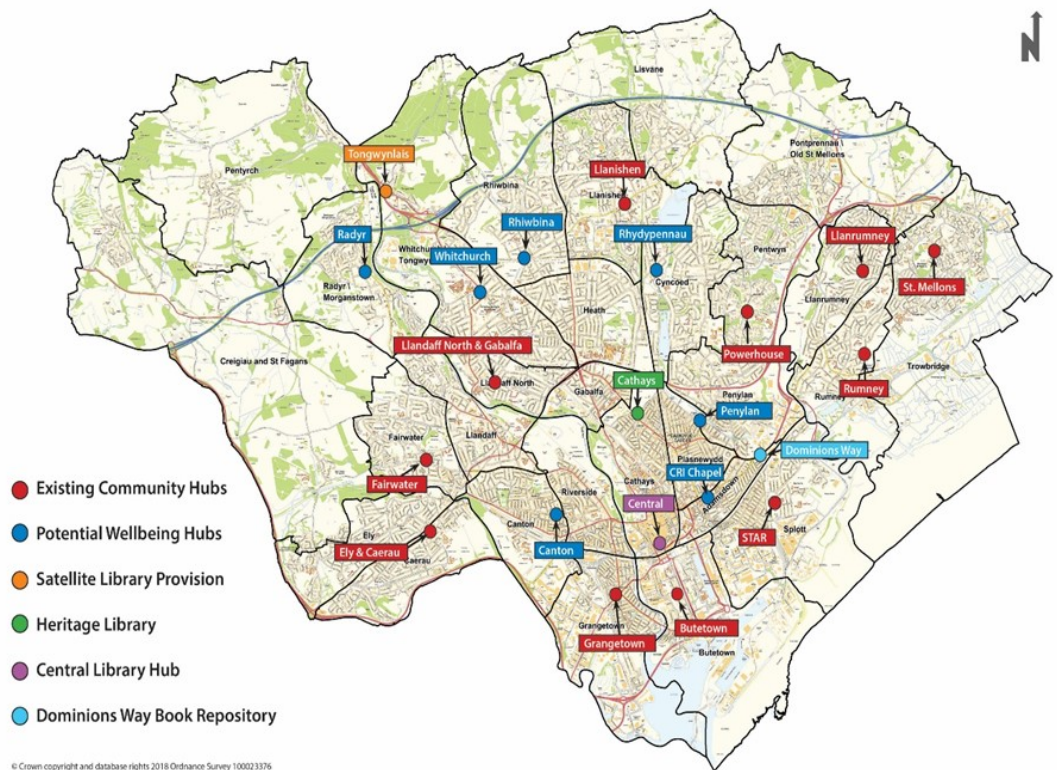 N
Lisvane
Pontprennau \
Old St Mellons
Tongwynlais
Pentyrch
Rhiwbina
Llanishen
Llanishen
Rhiwbina
Radyr
Rhydypennau
Llanrumney
Whitchurch
Pentwyn
St. Mellons
Cyncoed
Radyr \
Morganstown
Llanrumney
Heath
Llandaff North & Gabalfa
Powerhouse
Creigiau and St Fagans
Trowbridge
Cathays
Rumney
Gabalfa
Penylan
Rumney
Penylan
Fairwater
Llandaff
Dominions Way
Plasnewydd
CRI Chapel
Fairwater
Cathays
Riverside
Central
Adamsdown
Existing Community Hubs
Canton
Splott
Potential Wellbeing Hubs
Ely
STAR
Ely & Caerau
Canton
Caerau
Satellite Library Provision
Heritage Library
Grangetown
Butetown
Grangetown
Butetown
Central Library Hub
Dominions Way Book Repository
© Crown copyright and database rights 2018 Ordnance Survey 100023376